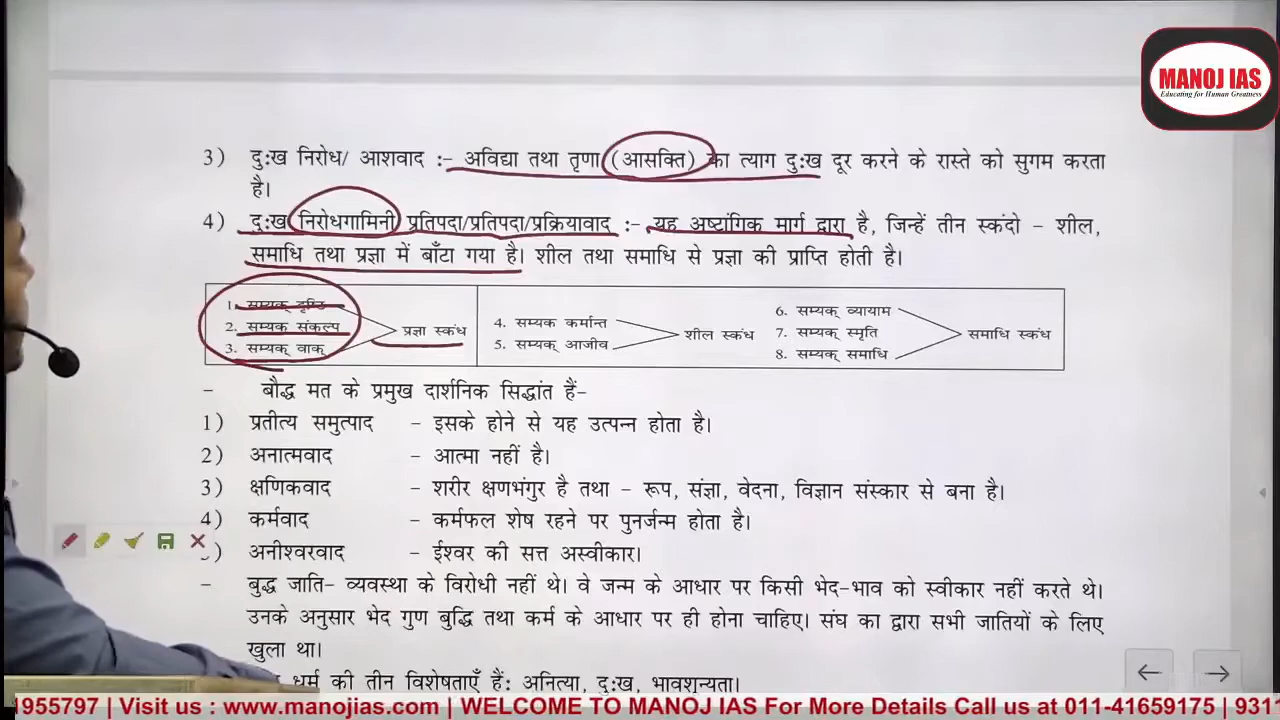 MANOJ IAS
Educating for Human Greatness
3) दुःख निरोध/ आशवाद :- अविद्या तथा तृणा (आसक्ति) का त्याग दुःख दूर करने के रास्ते को सुगम करता
है।
4) दुःख निरोधगामिनी प्रतिपदा/प्रतिपदा/प्रक्रियावाद :- यह अष्टांगिक मार्ग द्वारा है, जिन्हें तीन स्कंदो - शील,
समाधि तथा प्रज्ञा में बाँटा गया है। शील तथा समाधि से प्रज्ञा की प्राप्ति होती है।
1. सम्यक् दृष्टि
2. सम्यक् संकल्प
3. सम्यक् वाक्
प्रज्ञा स्कंध
4. सम्यक कर्मान्त
5. सम्यक् आजीव
शील स्कंध
6. सम्यक् व्यायाम
7. सम्यक् स्मृति
8. सम्यक् समाधि
समाधि स्कंध
- बौद्ध मत के प्रमुख दार्शनिक सिद्धांत हैं-
1) प्रतीत्य समुत्पाद - इसके होने से यह उत्पन्न होता है।
2) अनात्मवाद - आत्मा नहीं है।
3) क्षणिकवाद - शरीर क्षणभंगुर है तथा - रूप, संज्ञा, वेदना, विज्ञान संस्कार से बना है।
4) कर्मवाद - कर्मफल शेष रहने पर पुनर्जन्म होता है।
) अनीश्वरवाद - ईश्वर की सत्त अस्वीकार।
- बुद्ध जाति- व्यवस्था के विरोधी नहीं थे। वे जन्म के आधार पर किसी भेद-भाव को स्वीकार नहीं करते थे।
उनके अनुसार भेद गुण बुद्धि तथा कर्म के आधार पर ही होना चाहिए। संघ का द्वारा सभी जातियों के लिए
खुला था।
धर्म की तीन विशेषताएँ हैं: अनित्या, दुःख, भावशून्यता।
1955797 | Visit us : www.manojias.com | WELCOME TO MANOJ IAS For More Details Call us at 011-41659175 | 931